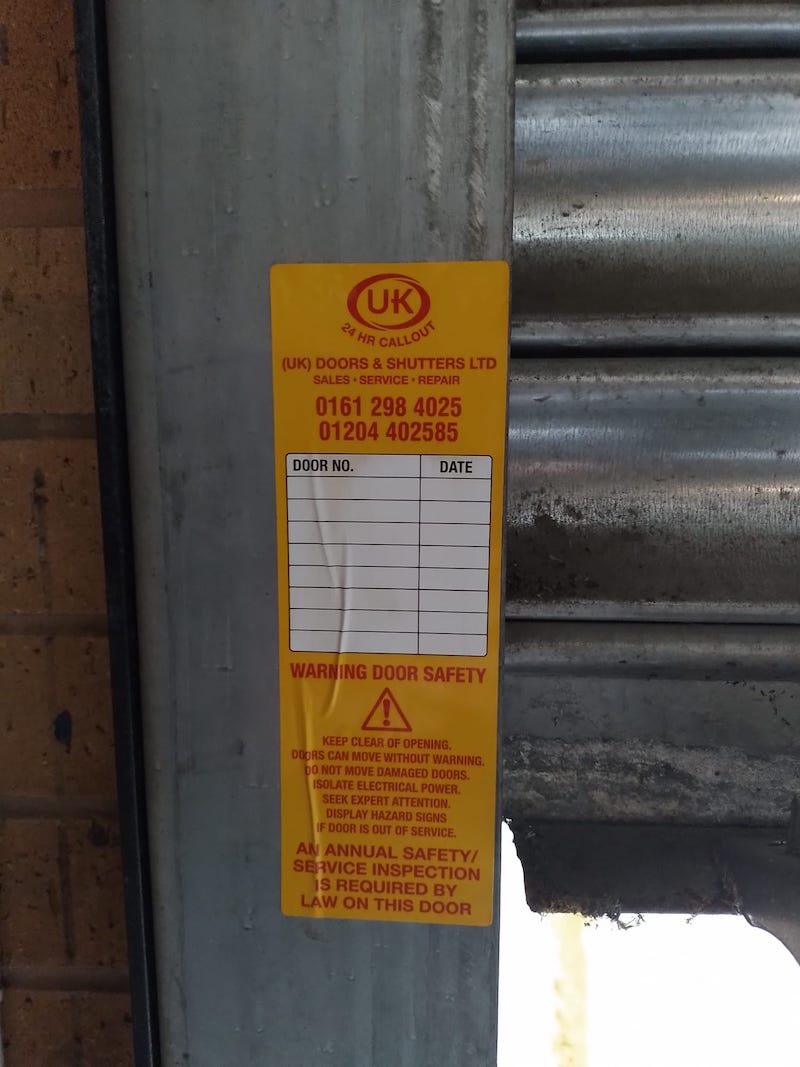 UK
24 HR CALLOUT
(UK) DOORS & SHUTTERS LTD
SALES • SERVICE • REPAIR
0161 298 4025
01204 402585
DOOR NO. DATE
WARNING DOOR SAFETY
!
KEEP CLEAR OF OPENING.
DOORS CAN MOVE WITHOUT WARNING.
DO NOT MOVE DAMAGED DOORS.
ISOLATE ELECTRICAL POWER.
SEEK EXPERT ATTENTION.
DISPLAY HAZARD SIGNS
IF DOOR IS OUT OF SERVICE.
AN ANNUAL SAFETY/
SERVICE INSPECTION
IS REQUIRED BY
LAW ON THIS DOOR